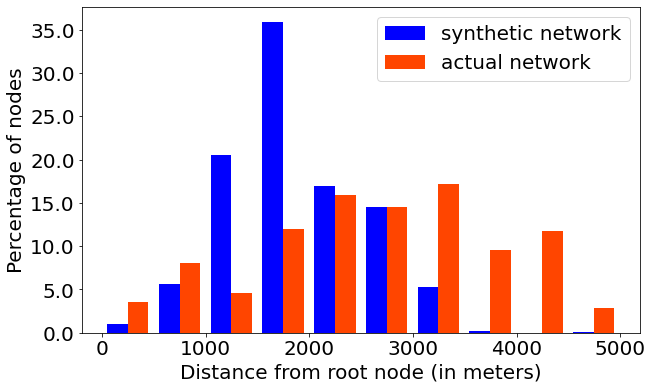 synthetic network
actual network
Percentage of nodes
35.0
30.0
25.0
20.0
15.0
10.0
5.0
0.0
0 1000 2000 3000 4000 5000
Distance from root node (in meters)